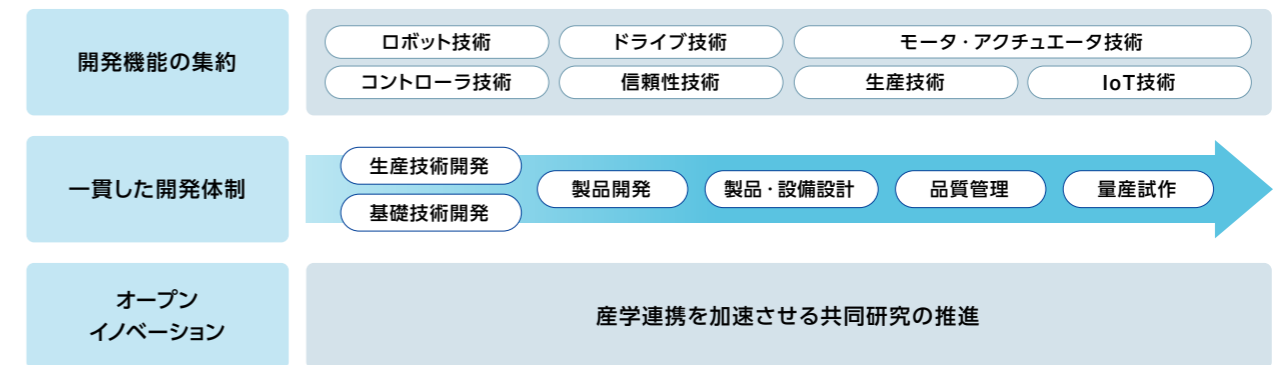 開発機能の集約
ロボット技術
ドライブ技術
モータ・アクチュエータ技術
コントローラ技術
信頼性技術
生産技術
IoT技術
一貫した開発体制
生産技術開発
基礎技術開発
製品開発
製品・設備設計
品質管理
量産試作
オープン
イノベーション
産学連携を加速させる共同研究の推進